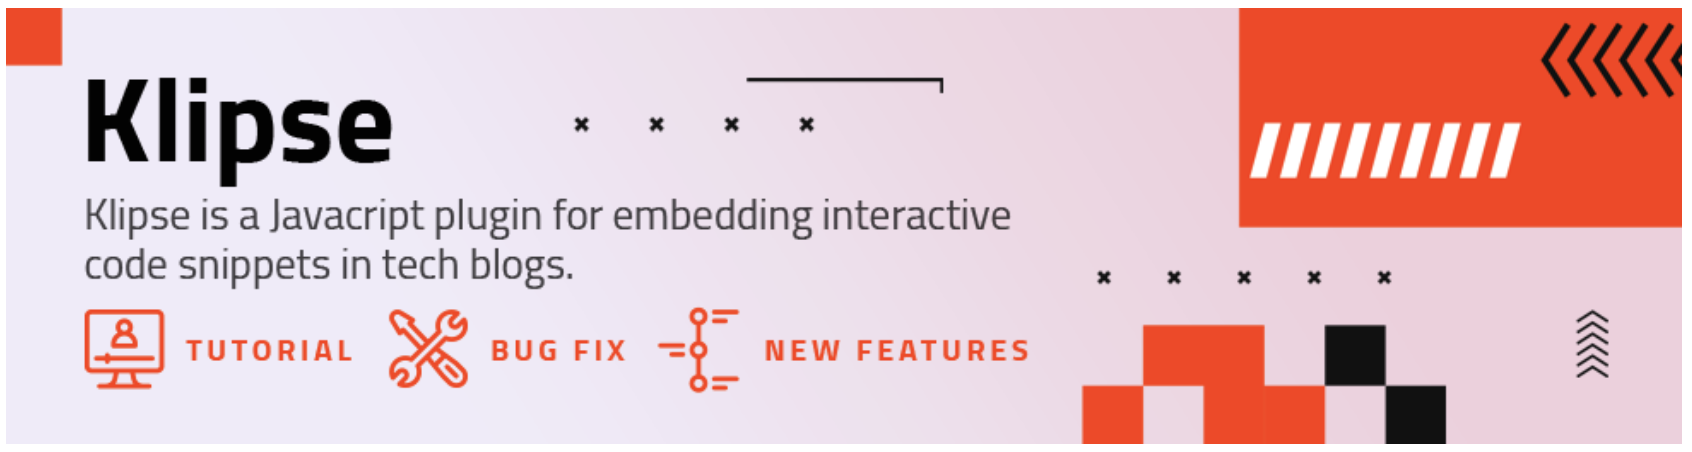 Klipse
Klipse is a Javacript plugin for embedding interactive
code snippets in tech blogs.
TUTORIAL BUG FIX NEW FEATURES